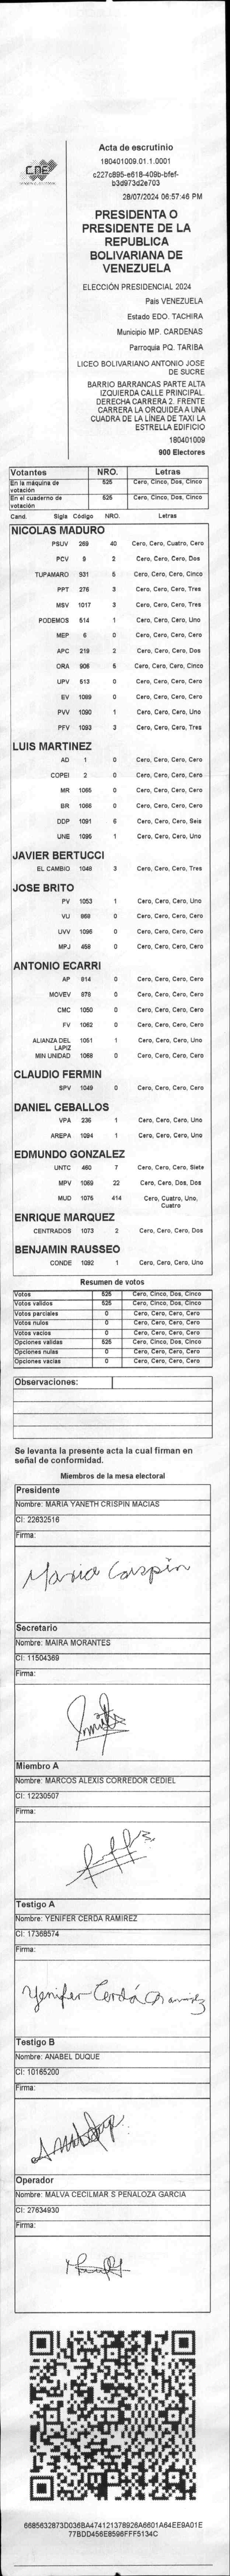 CNE
Acta de escrutinio
180401009.01.1.0001
c227c895-e618-409b-bfef-
b3d973d2e703
28/07/2024 06:57:46 PM
PRESIDENTA O
PRESIDENTE DE LA
REPUBLICA
BOLIVARIANA DE
VENEZUELA
ELECCIÓN PRESIDENCIAL 2024
Pais VENEZUELA
Estado EDO. TACHIRA
Municipio MP. CARDENAS
Parroquia PQ. TARIBA
LICEO BOLIVARIANO ANTONIO JOSE
DE SUCRE
BARRIO BARRANCAS PARTE ALTA
IZQUIERDA CALLE PRINCIPAL.
DERECHA CARRERA 2. FRENTE
CARRERA LA ORQUIDEA A UNA
CUADRA DE LA LÍNEA DE TAXI LA
ESTRELLA EDIFICIO
180401009
900 Electores
Votantes NRO. Letras
En la máquina de votación 525 Cero, Cinco, Dos, Cinco
En el cuaderno de votación 525 Cero, Cinco, Dos, Cinco
Cand. Sigla Código NRO. Letras
NICOLAS MADURO
PSUV 269 40 Cero, Cero, Cuatro, Cero
PCV 9 2 Cero, Cero, Cero, Dos
TUPAMARO 931 5 Cero, Cero, Cero, Cinco
PPT 276 3 Cero, Cero, Cero, Tres
MSV 1017 3 Cero, Cero, Cero, Tres
PODEMOS 514 1 Cero, Cero, Cero, Uno
MEP 6 0 Cero, Cero, Cero, Cero
APC 219 2 Cero, Cero, Cero, Dos
ORA 906 5 Cero, Cero, Cero, Cinco
UPV 513 0 Cero, Cero, Cero, Cero
EV 1089 0 Cero, Cero, Cero, Cero
PVV 1090 1 Cero, Cero, Cero, Uno
PFV 1093 3 Cero, Cero, Cero, Tres
LUIS MARTINEZ
AD 1 0 Cero, Cero, Cero, Cero
COPEI 2 0 Cero, Cero, Cero, Cero
MR 1065 0 Cero, Cero, Cero, Cero
BR 1066 0 Cero, Cero, Cero, Cero
DDP 1091 6 Cero, Cero, Cero, Seis
UNE 1095 1 Cero, Cero, Cero, Uno
JAVIER BERTUCCI
EL CAMBIO 1048 3 Cero, Cero, Cero, Tres
JOSE BRITO
PV 1053 1 Cero, Cero, Cero, Uno
VU 868 0 Cero, Cero, Cero, Cero
UVV 1096 0 Cero, Cero, Cero, Cero
MPJ 458 0 Cero, Cero, Cero, Cero
ANTONIO ECARRI
AP 914 0 Cero, Cero, Cero, Cero
MOVEV 878 0 Cero, Cero, Cero, Cero
CMC 1050 0 Cero, Cero, Cero, Cero
FV 1062 0 Cero, Cero, Cero, Cero
ALIANZA DEL LAPIZ 1051 1 Cero, Cero, Cero, Uno
MIN UNIDAD 1068 0 Cero, Cero, Cero, Cero
CLAUDIO FERMIN
SPV 1049 0 Cero, Cero, Cero, Cero
DANIEL CEBALLOS
VPA 236 1 Cero, Cero, Cero, Uno
AREPA 1094 1 Cero, Cero, Cero, Uno
EDMUNDO GONZALEZ
UNTC 460 7 Cero, Cero, Cero, Siete
MPV 1069 22 Cero, Cero, Dos, Dos
MUD 1075 414 Cero, Cuatro, Uno,
Cuatro
ENRIQUE MARQUEZ
CENTRADOS 1073 2 Cero, Cero, Cero, Dos
BENJAMIN RAUSSEO
CONDE 1092 1 Cero, Cero, Cero, Uno
Resumen de votos
Votos 525 Cero, Cinco, Dos, Cinco
Votos validos 525 Cero, Cinco, Dos, Cinco
Votos parciales 0 Cero, Cero, Cero, Cero
Votos nulos 0 Cero, Cero, Cero, Cero
Votos vacios 0 Cero, Cero, Cero, Cero
Opciones validas 525 Cero, Cinco, Dos, Cinco
Opciones nulas 0 Cero, Cero, Cero, Cero
Opciones vacias 0 Cero, Cero, Cero, Cero
Observaciones:
Se levanta la presente acta la cual firman en
señal de conformidad.
Miembros de la mesa electoral
Presidente
Nombre: MARIA YANETH CRISPIN MACIAS
CI: 22632516
Firma:
Maria Crispin
Secretario
Nombre: MAIRA MORANTES
CI: 11504369
Firma:
Miembro A
Nombre: MARCOS ALEXIS CORREDOR CEDIEL
CI: 12230507
Firma:
Testigo A
Nombre: YENIFER CERDA RAMIREZ
CI: 17368574
Firma:
Yenifer Cerdá
Testigo B
Nombre: ANABEL DUQUE
CI: 10165200
Firma:
Operador
Nombre: MALVA CECILMAR S PEÑALOZA GARCIA
CI: 27634930
Firma:
6685632873D036BA474121378926A6601A64EE9A01E
77BDD456E8596FFF5134C